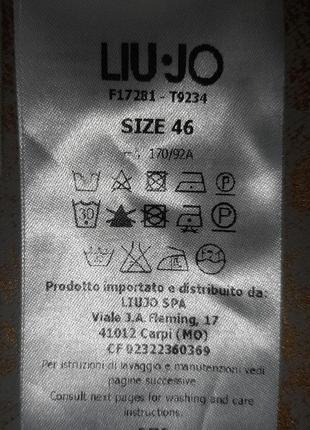 LIU·JO
F17281 - T9234
SIZE 46
170/92A
30
P
Prodotto importato e distribuito da:
LIUJO SPA
Viale J.A. Fleming, 17
41012 Carpi (MO)
CF 02322360369
Per istruzioni di lavaggio e manutenzioni vedi
pagine successive
Consult next pages for washing and care
instructions.